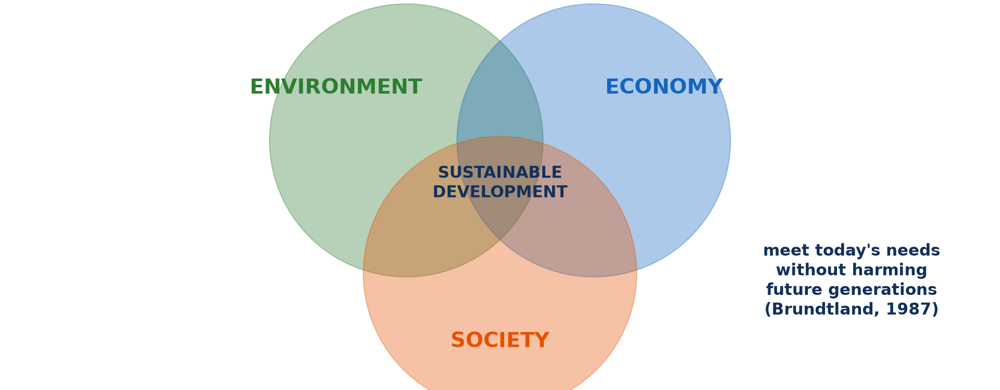 ENVIRONMENT
ECONOMY
SUSTAINABLE
DEVELOPMENT
meet today's needs
without harming
future generations
(Brundtland, 1987)
SOCIETY